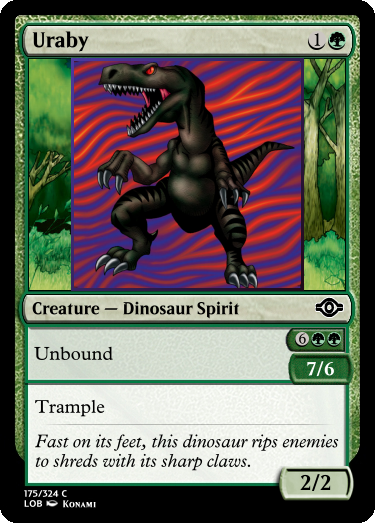 Uraby 1
Creature — Dinosaur Spirit
6
Unbound
7/6
Trample
Fast on its feet, this dinosaur rips enemies
to shreds with its sharp claws.
2/2
175/324 C
LOB Konami